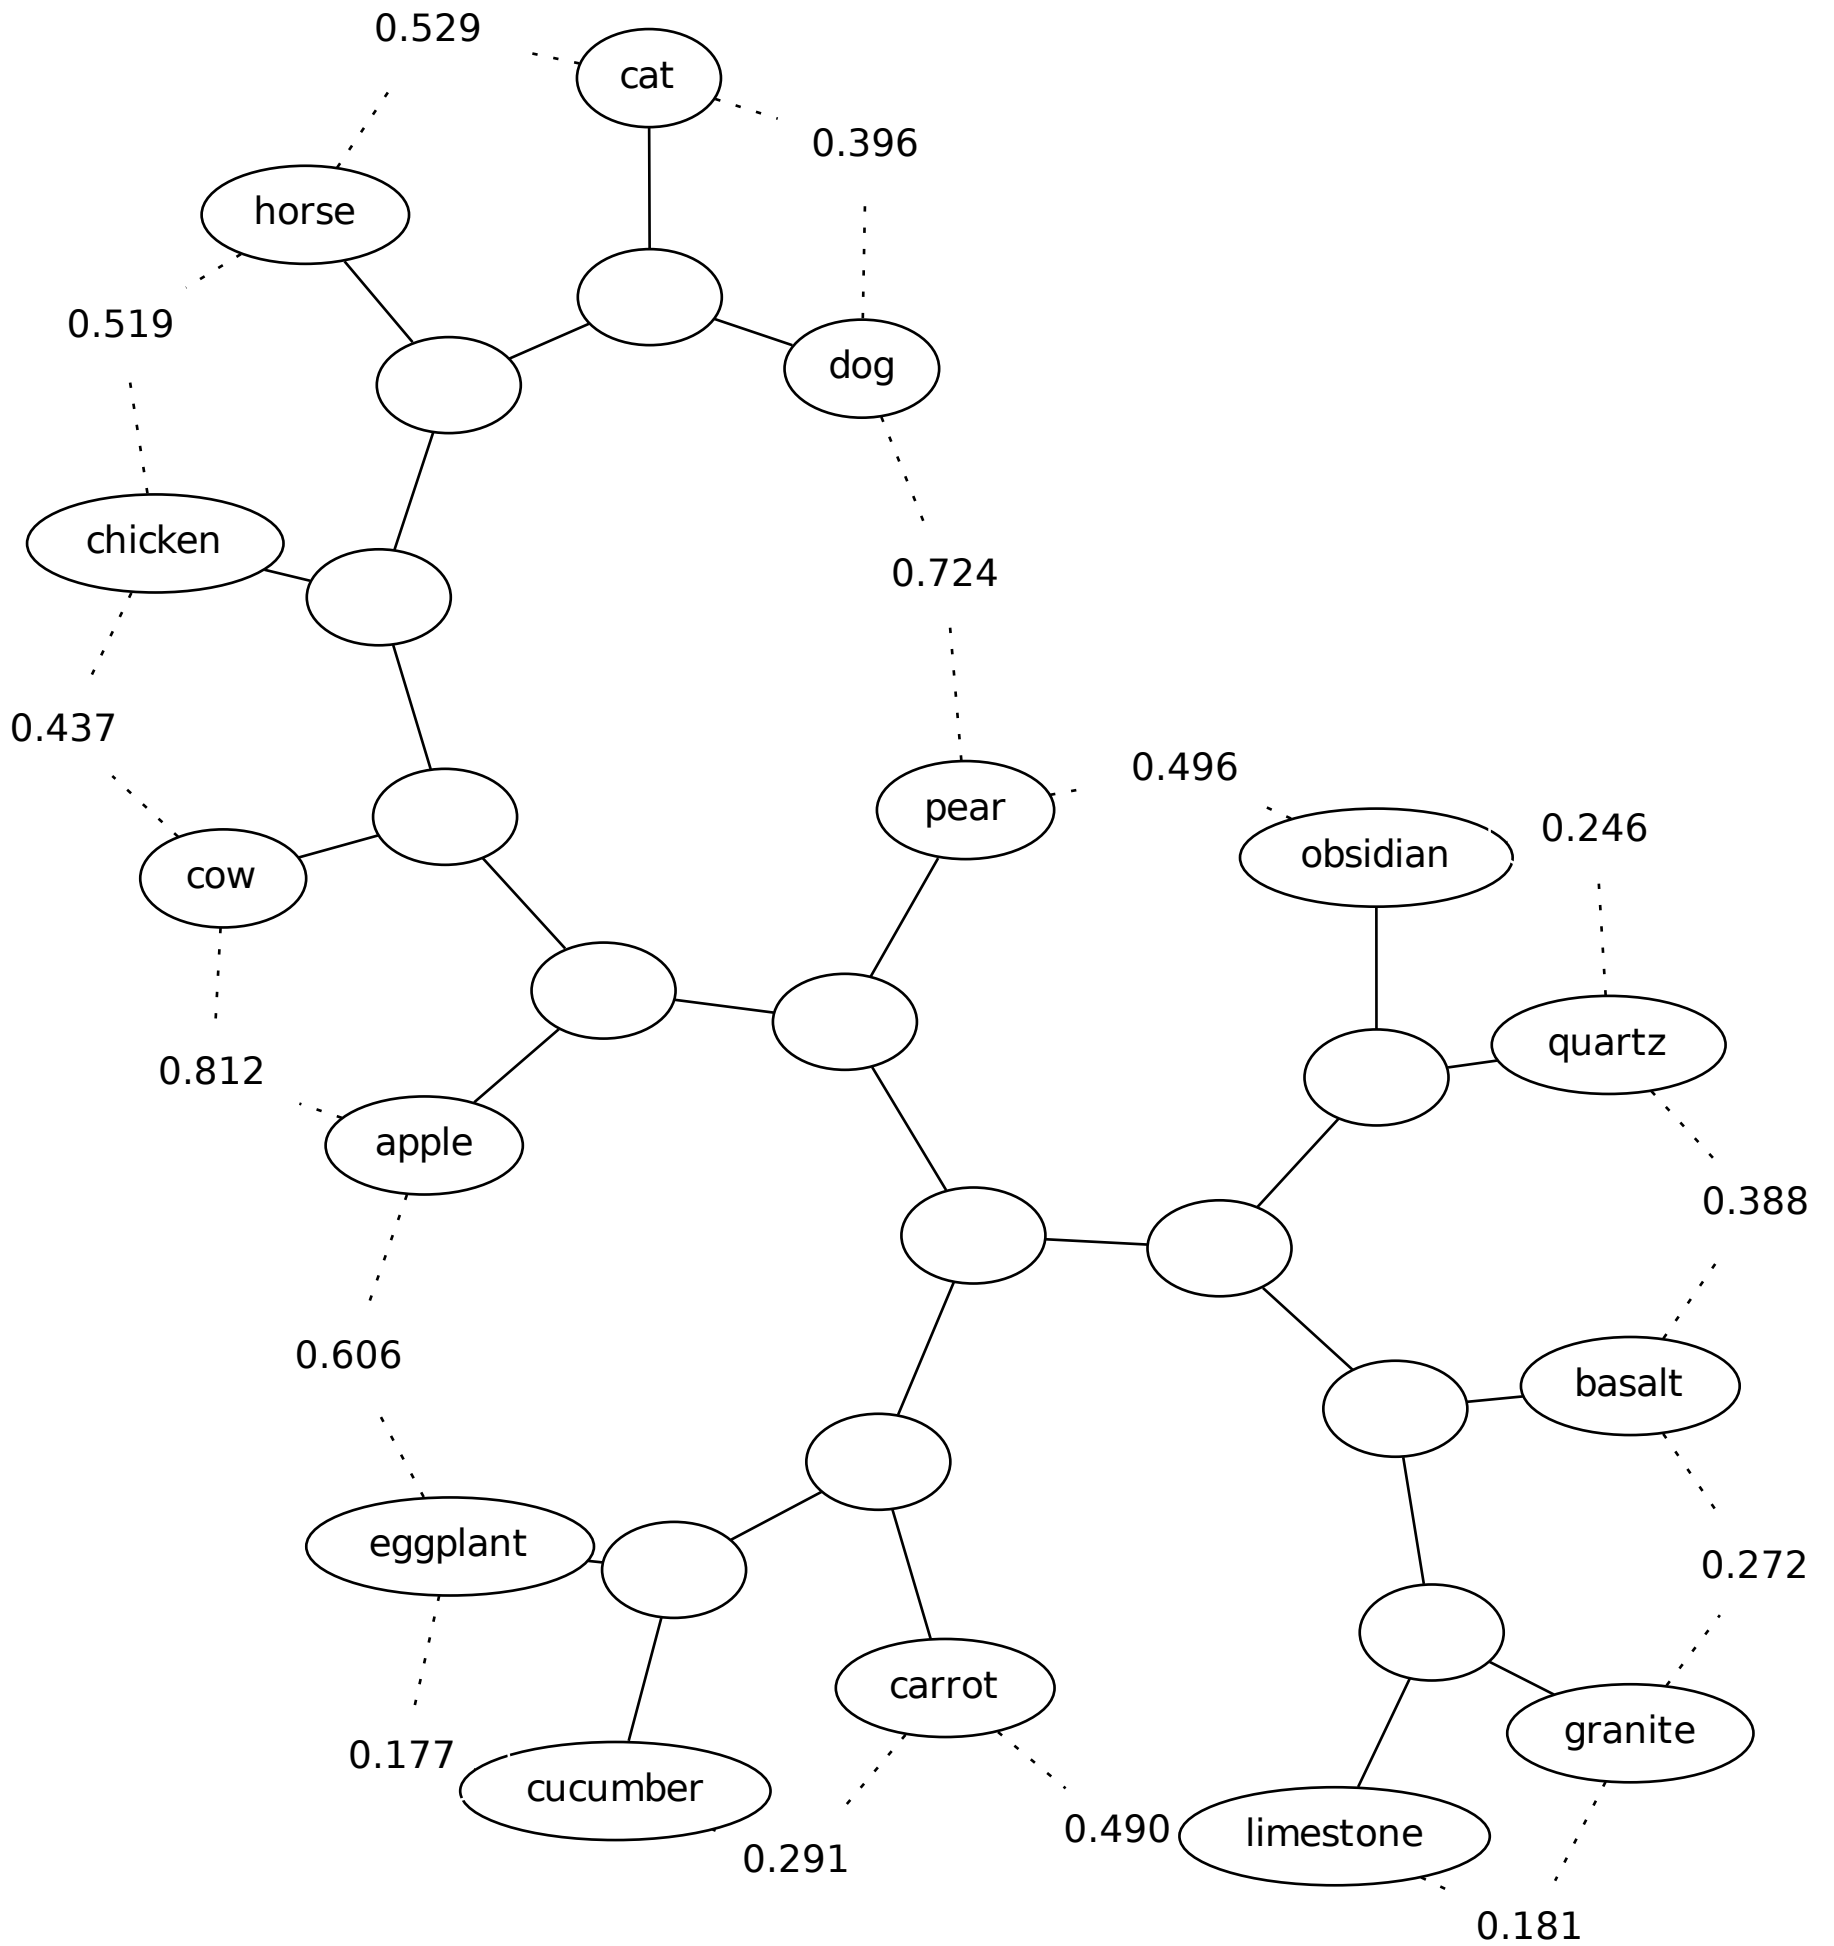 0.529
cat
0.396
horse
0.519
dog
chicken
0.724
0.437
pear
0.496
obsidian
0.246
cow
quartz
0.812
apple
0.388
0.606
basalt
eggplant
0.272
carrot
granite
0.177
cucumber
0.490
limestone
0.291
0.181